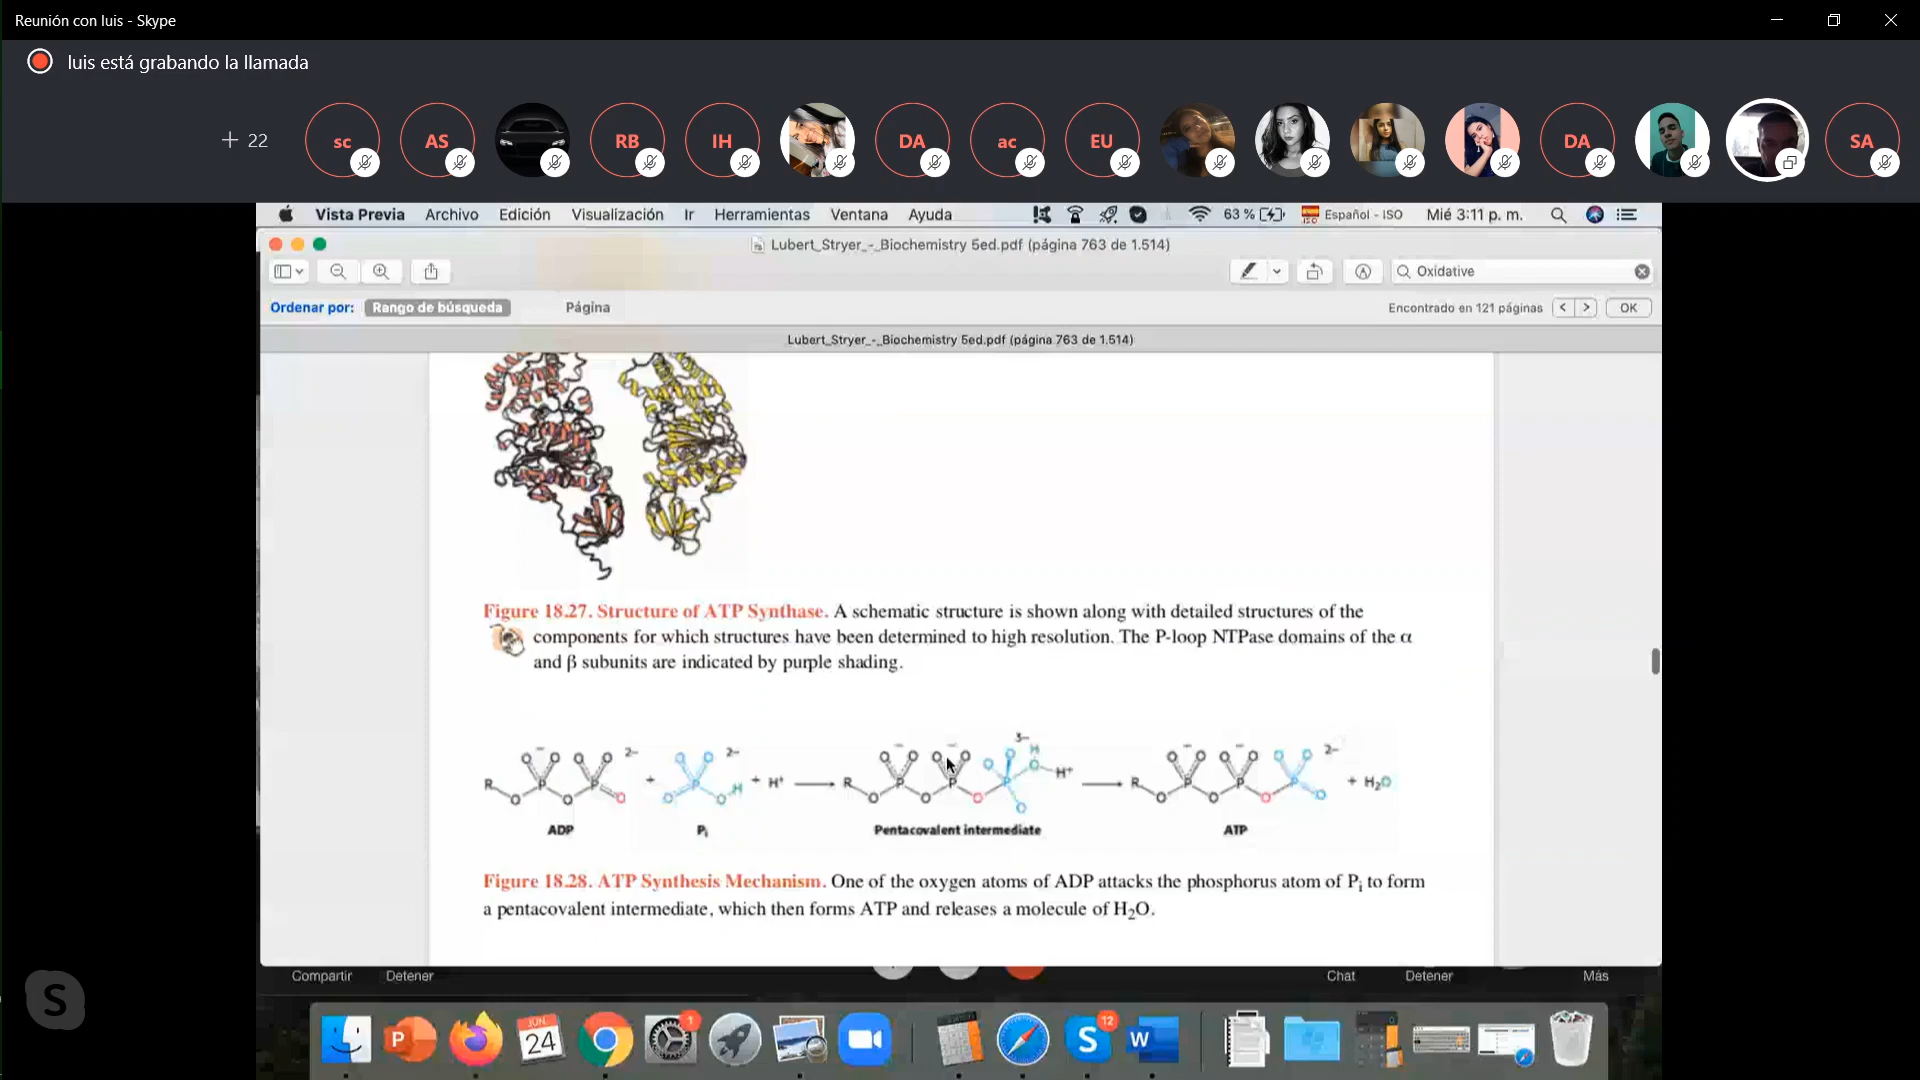 Reunión con luis - Skype
luis está grabando la llamada
+ 22
sc
AS
RB
IH
DA
ac
EU
DA
SA
Vista Previa Archivo Edición Visualización Ir Herramientas Ventana Ayuda
63 % Español - ISO Mié 3:11 p. m.
Lubert_Stryer_-_Biochemistry 5ed.pdf (página 763 de 1.514)
Oxidative
Ordenar por: Rango de búsqueda Página
Encontrado en 121 páginas < > OK
Lubert_Stryer_-_Biochemistry 5ed.pdf (página 763 de 1.514)
Figure 18.27. Structure of ATP Synthase. A schematic structure is shown along with detailed structures of the
components for which structures have been determined to high resolution. The P-loop NTPase domains of the α
and β subunits are indicated by purple shading.
ADP
Pi
Pentacovalent intermediate
ATP
+ H⁺
+ H₂O
Figure 18.28. ATP Synthesis Mechanism. One of the oxygen atoms of ADP attacks the phosphorus atom of Pi to form
a pentacovalent intermediate, which then forms ATP and releases a molecule of H₂O.
Compartir Detener
Chat Detener Más
JUN
24
1
12